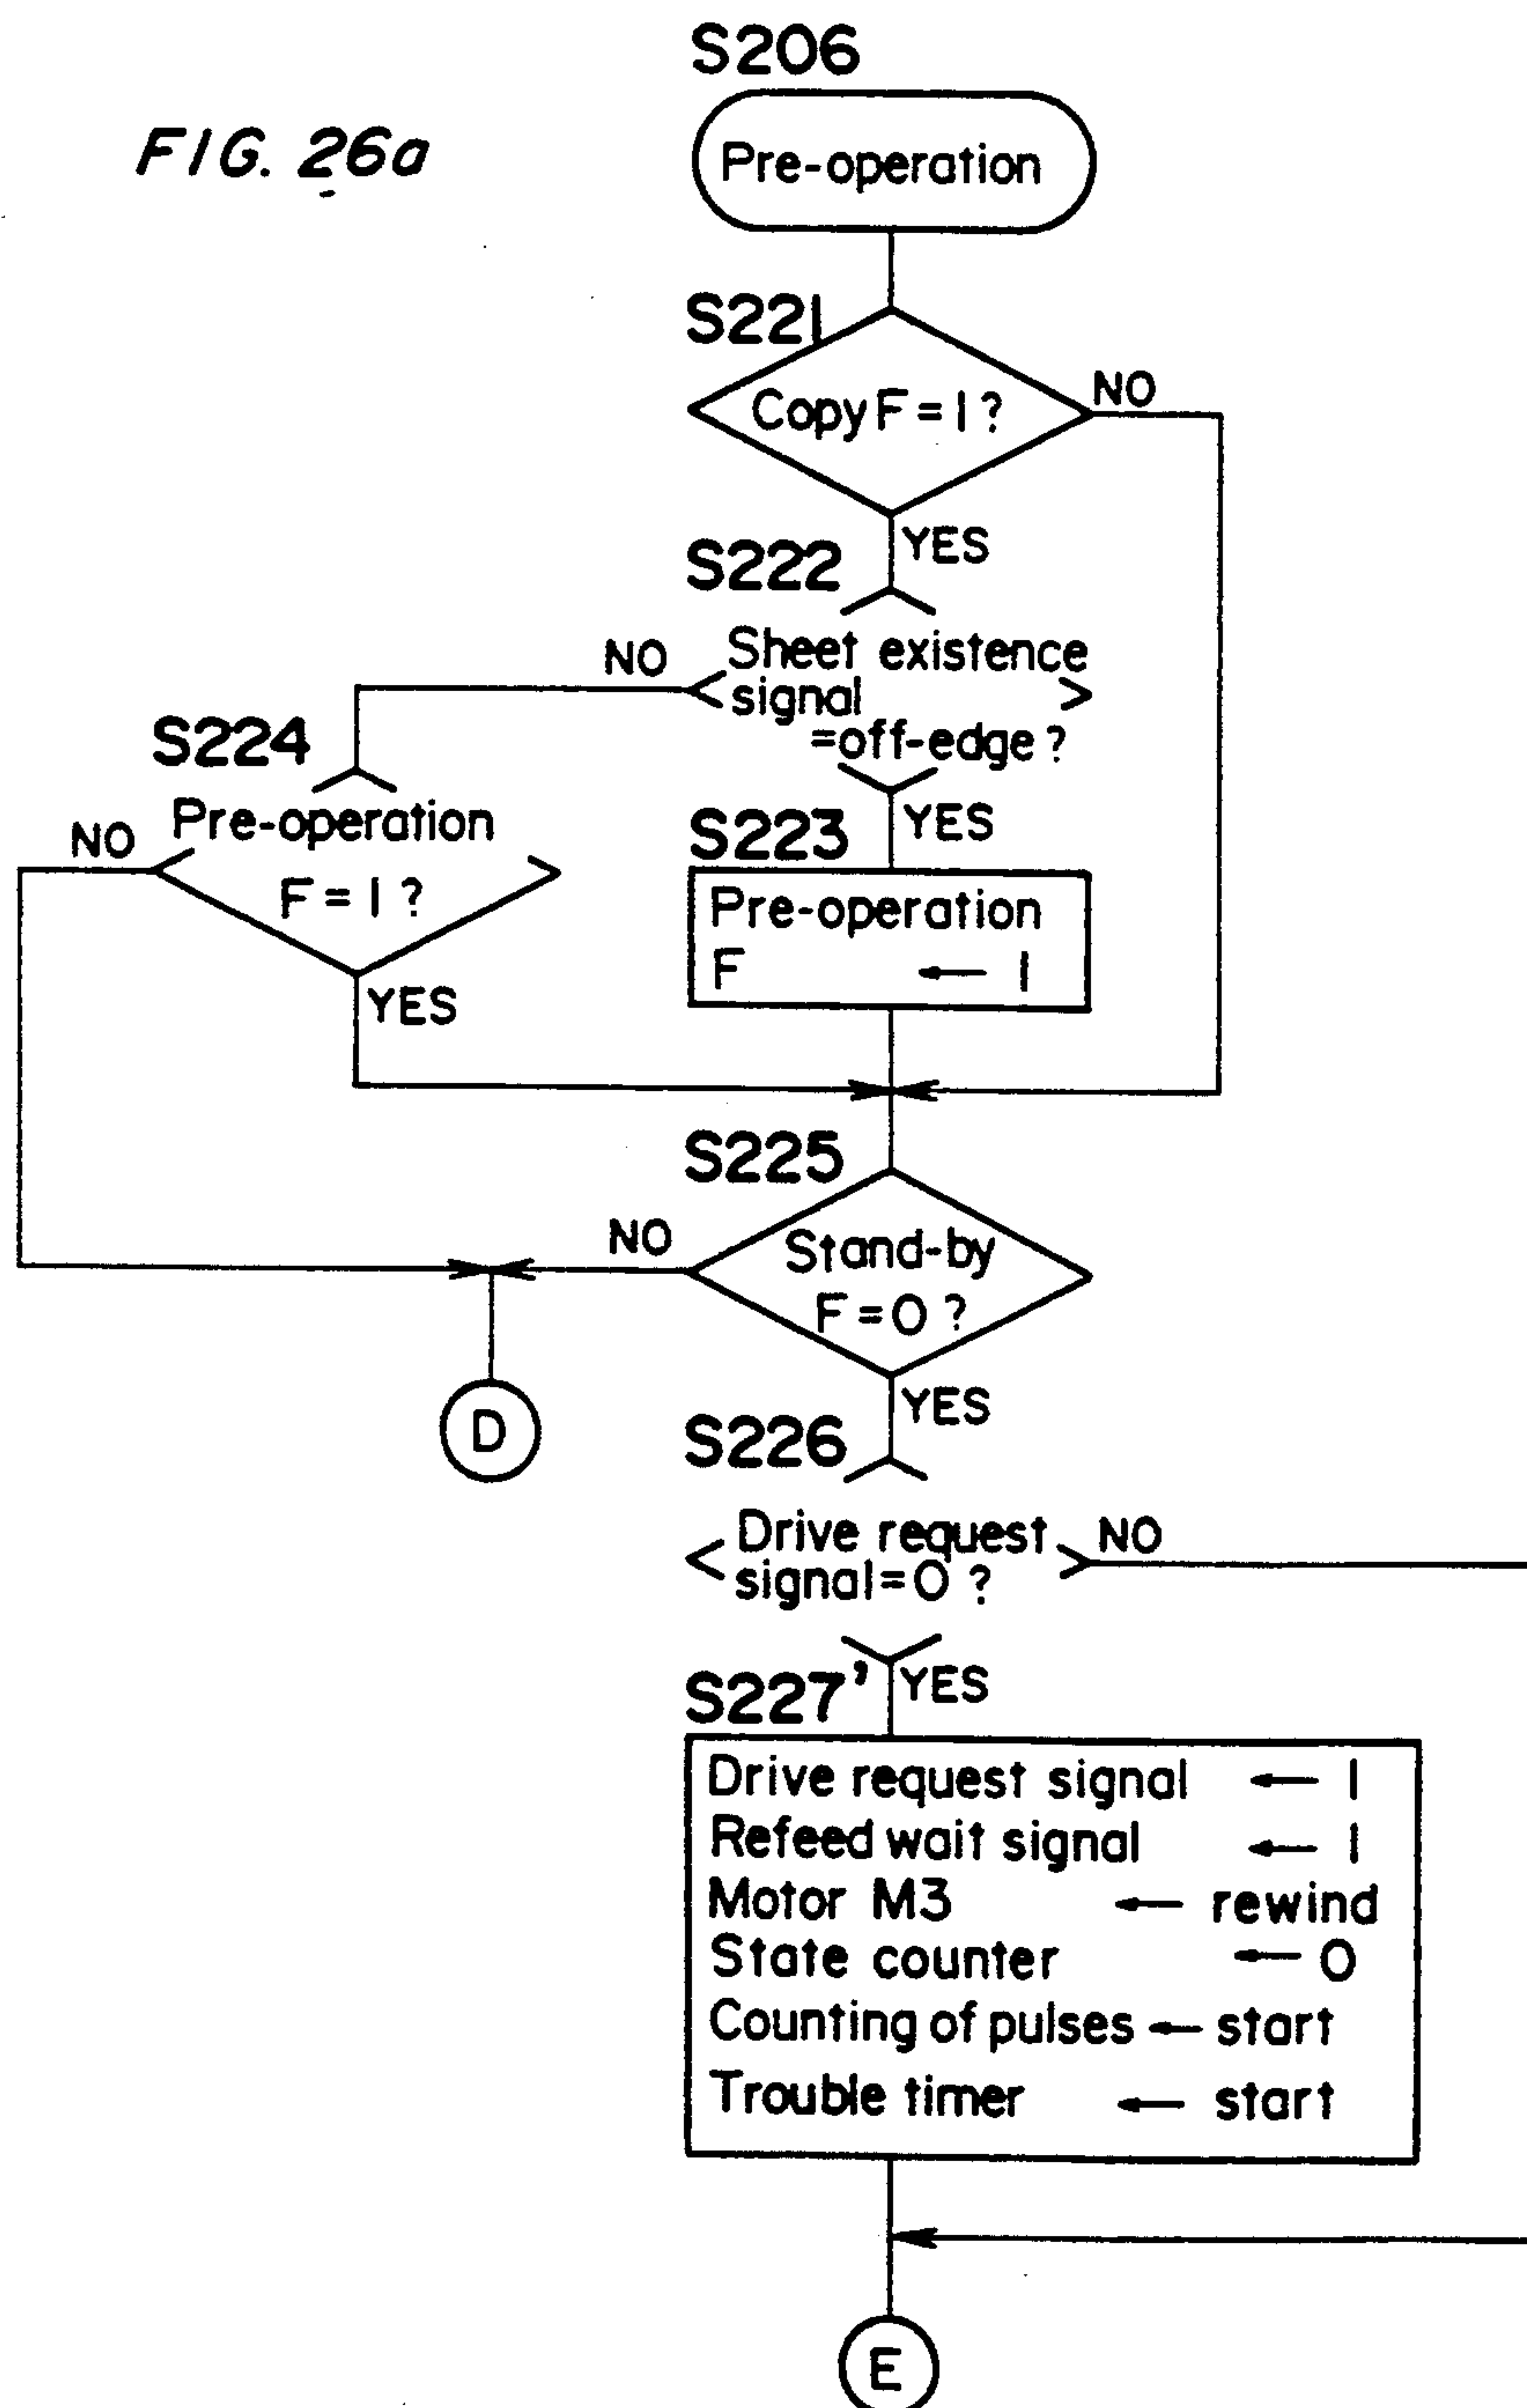 FIG. 26a
S206
Pre-operation
S221
Copy F = 1 ?
NO
YES
S222
NO
Sheet existence
signal
=off-edge ?
YES
S224
Pre-operation
NO
F = 1 ?
YES
S223
Pre-operation
F ← 1
S225
NO
Stand-by
F = 0 ?
YES
D
S226
Drive request
signal=0 ?
NO
YES
S227'
Drive request signal ← 1
Refeed wait signal ← 1
Motor M3 ← rewind
State counter ← 0
Counting of pulses ← start
Trouble timer ← start
E